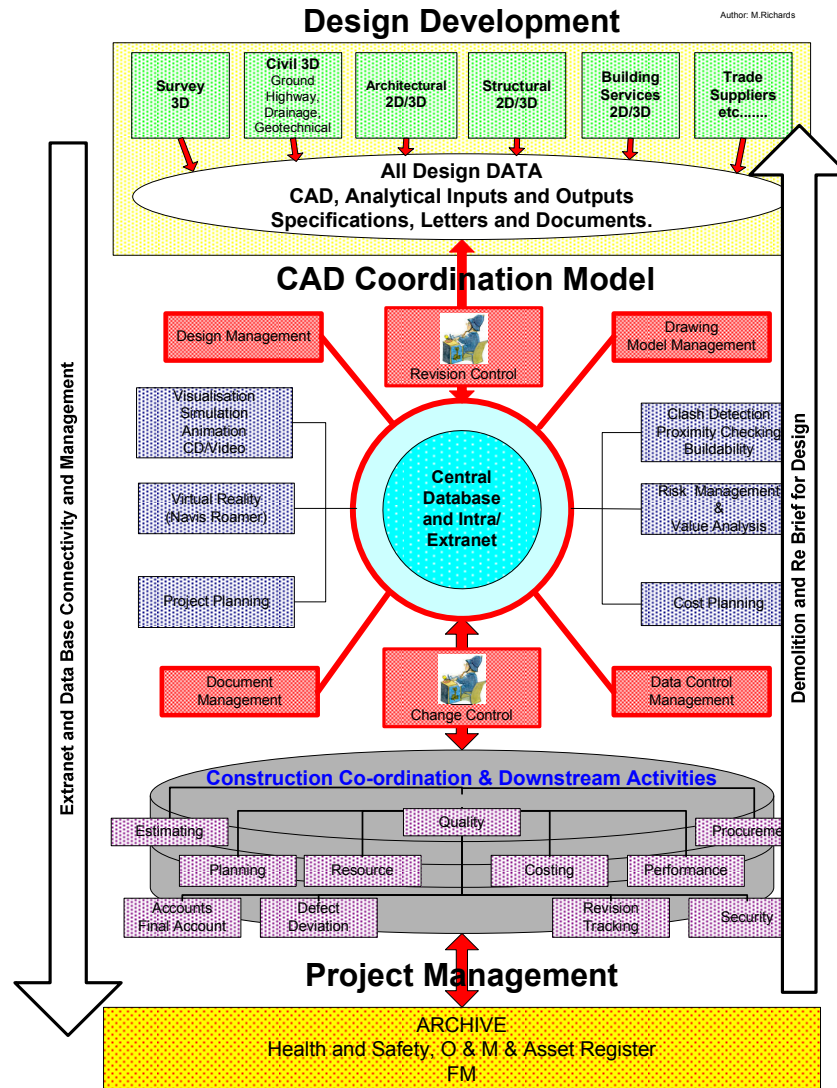 Design Development
Author: M.Richards
Survey
3D
Civil 3D
Ground
Highway,
Drainage,
Geotechnical
Architectural
2D/3D
Structural
2D/3D
Building
Services
2D/3D
Trade
Suppliers
etc.......
All Design DATA
CAD, Analytical Inputs and Outputs
Specifications, Letters and Documents.
CAD Coordination Model
Design Management
Revision Control
Drawing
Model Management
Visualisation
Simulation
Animation
CD/Video
Virtual Reality
(Navis Roamer)
Project Planning
Central
Database
and Intra/
Extranet
Clash Detection
Proximity Checking
Buildability
Risk Management
&
Value Analysis
Cost Planning
Document
Management
Change Control
Data Control
Management
Construction Co-ordination & Downstream Activities
Estimating
Quality
Procureme
Planning
Resource
Costing
Performance
Accounts
Final Account
Defect
Deviation
Revision
Tracking
Security
Project Management
ARCHIVE
Health and Safety, O & M & Asset Register
FM
Extranet and Data Base Connectivity and Management
Demolition and Re Brief for Design